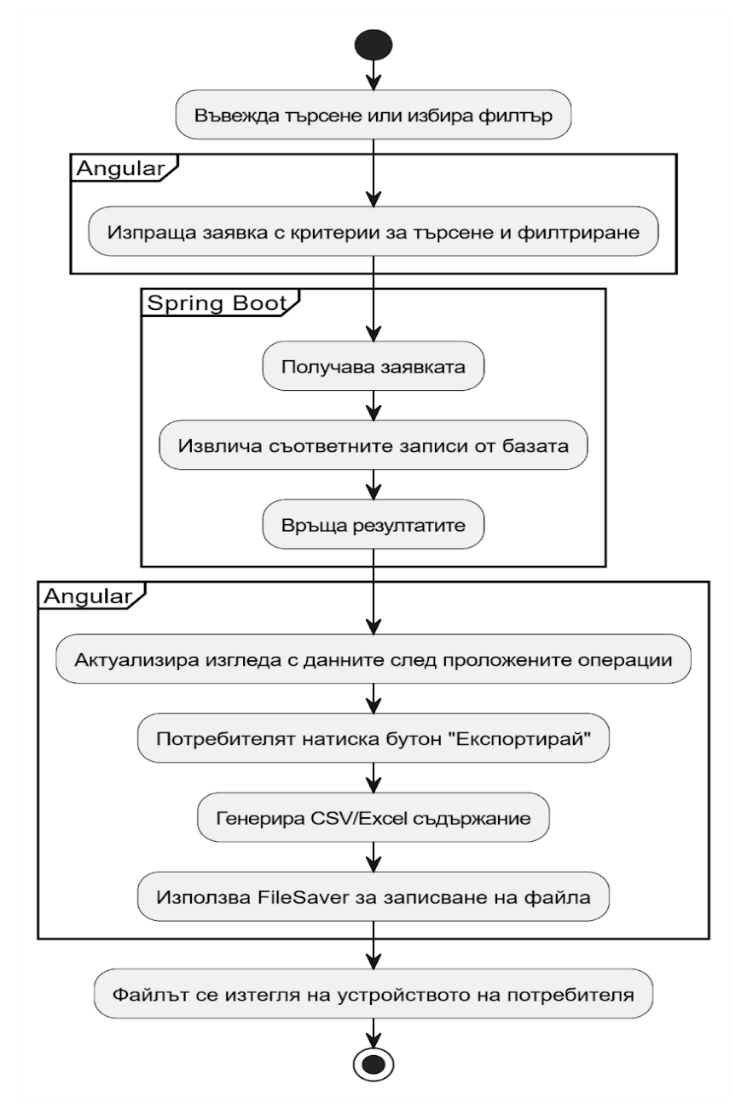 Въвежда търсене или избира филтър
Angular
Изпраща заявка с критерии за търсене и филтриране
Spring Boot
Получава заявката
Извлича съответните записи от базата
Връща резултатите
Angular
Актуализира изгледа с данните след проложените операции
Потребителят натиска бутон "Експортирай"
Генерира CSV/Excel съдържание
Използва FileSaver за записване на файла
Файлът се изтегля на устройството на потребителя